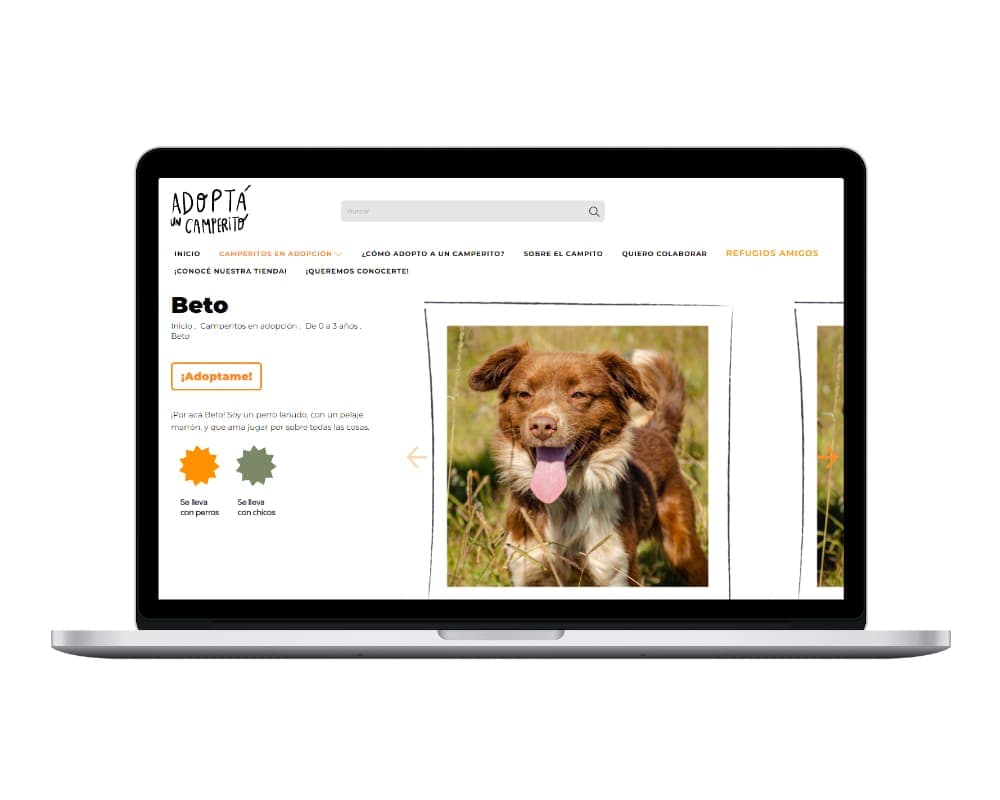 ADOPTÁ
UN CAMPERITO
Buscar
INICIO CAMPERITOS EN ADOPCIÓN ¿CÓMO ADOPTO A UN CAMPERITO? SOBRE EL CAMPITO QUIERO COLABORAR REFUGIOS AMIGOS
¡CONOCÉ NUESTRA TIENDA! ¡QUEREMOS CONOCERTE!
Beto
Inicio . Camperitos en adopción . De 0 a 3 años .
Beto
¡Adoptame!
¡Por acá Beto! Soy un perro lanudo, con un pelaje
marrón, y que ama jugar por sobre todas las cosas.
Se lleva
con perros
Se lleva
con chicos